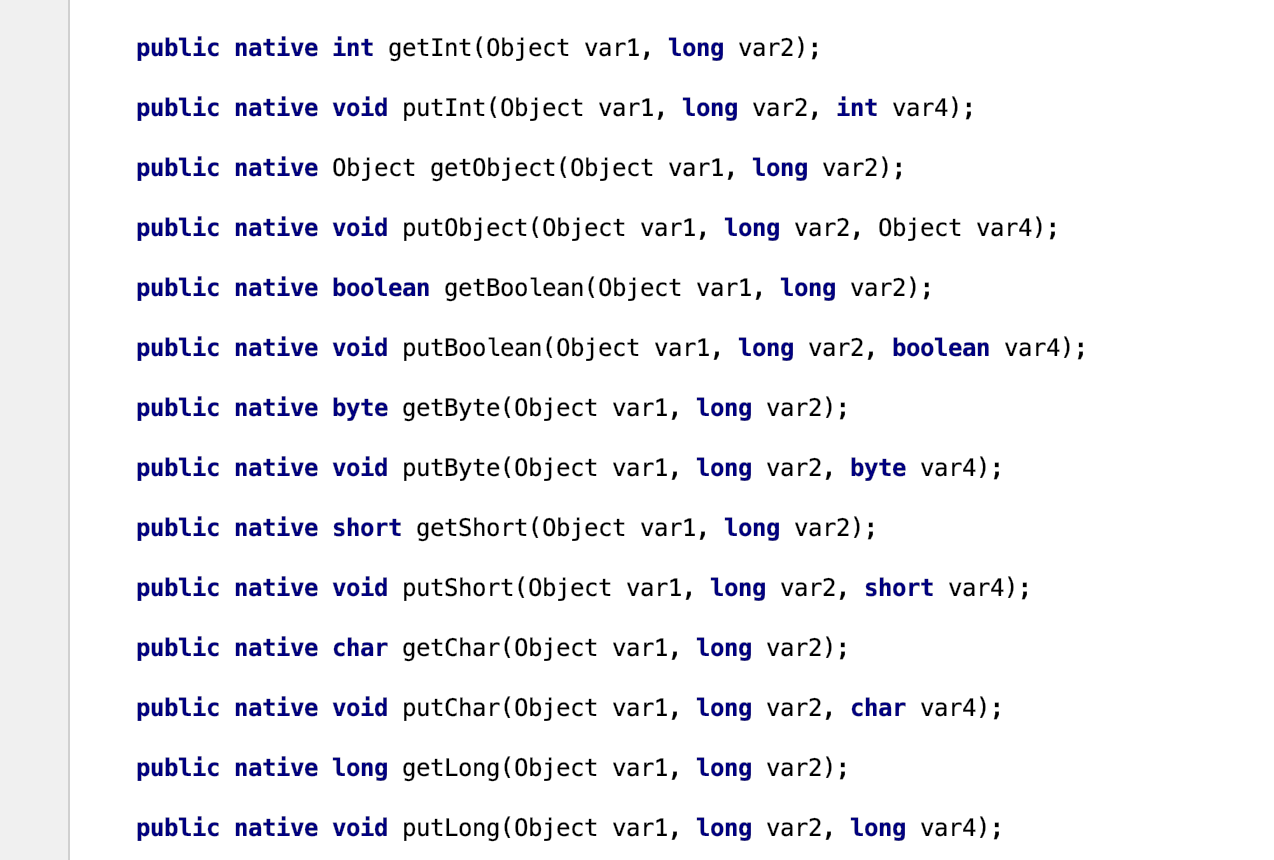 public native int getInt(Object var1, long var2);
public native void putInt(Object var1, long var2, int var4);
public native Object getObject(Object var1, long var2);
public native void putObject(Object var1, long var2, Object var4);
public native boolean getBoolean(Object var1, long var2);
public native void putBoolean(Object var1, long var2, boolean var4);
public native byte getByte(Object var1, long var2);
public native void putByte(Object var1, long var2, byte var4);
public native short getShort(Object var1, long var2);
public native void putShort(Object var1, long var2, short var4);
public native char getChar(Object var1, long var2);
public native void putChar(Object var1, long var2, char var4);
public native long getLong(Object var1, long var2);
public native void putLong(Object var1, long var2, long var4);